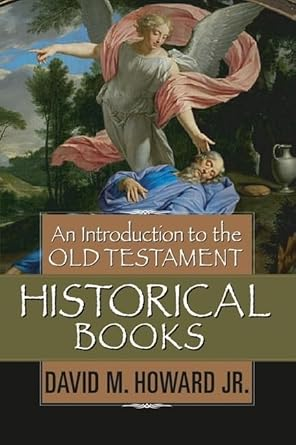 An Introduction to the
OLD TESTAMENT
HISTORICAL
BOOKS
DAVID M. HOWARD JR.